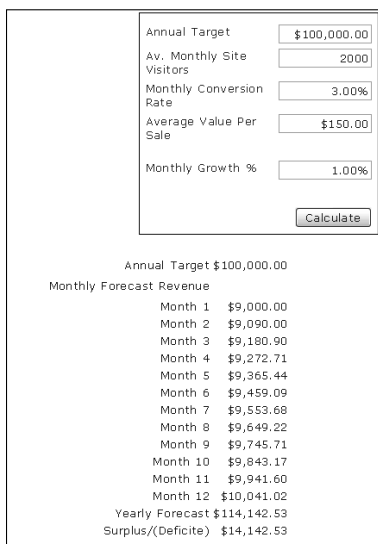 Annual Target $100,000.00
Av. Monthly Site 2000
Visitors
Monthly Conversion 3.00%
Rate
Average Value Per $150.00
Sale
Monthly Growth % 1.00%
Calculate
Annual Target $100,000.00
Monthly Forecast Revenue
Month 1 $9,000.00
Month 2 $9,090.00
Month 3 $9,180.90
Month 4 $9,272.71
Month 5 $9,365.44
Month 6 $9,459.09
Month 7 $9,553.68
Month 8 $9,649.22
Month 9 $9,745.71
Month 10 $9,843.17
Month 11 $9,941.60
Month 12 $10,041.02
Yearly Forecast $114,142.53
Surplus/(Deficite) $14,142.53